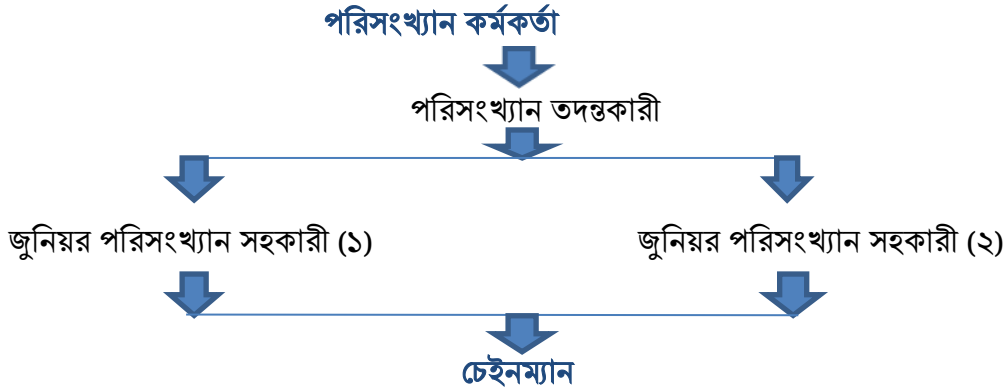 পরিসংখ্যান কর্মকর্তা
পরিসংখ্যান তদন্তকারী
জুনিয়র পরিসংখ্যান সহকারী (১)
জুনিয়র পরিসংখ্যান সহকারী (২)
চেইনম্যান